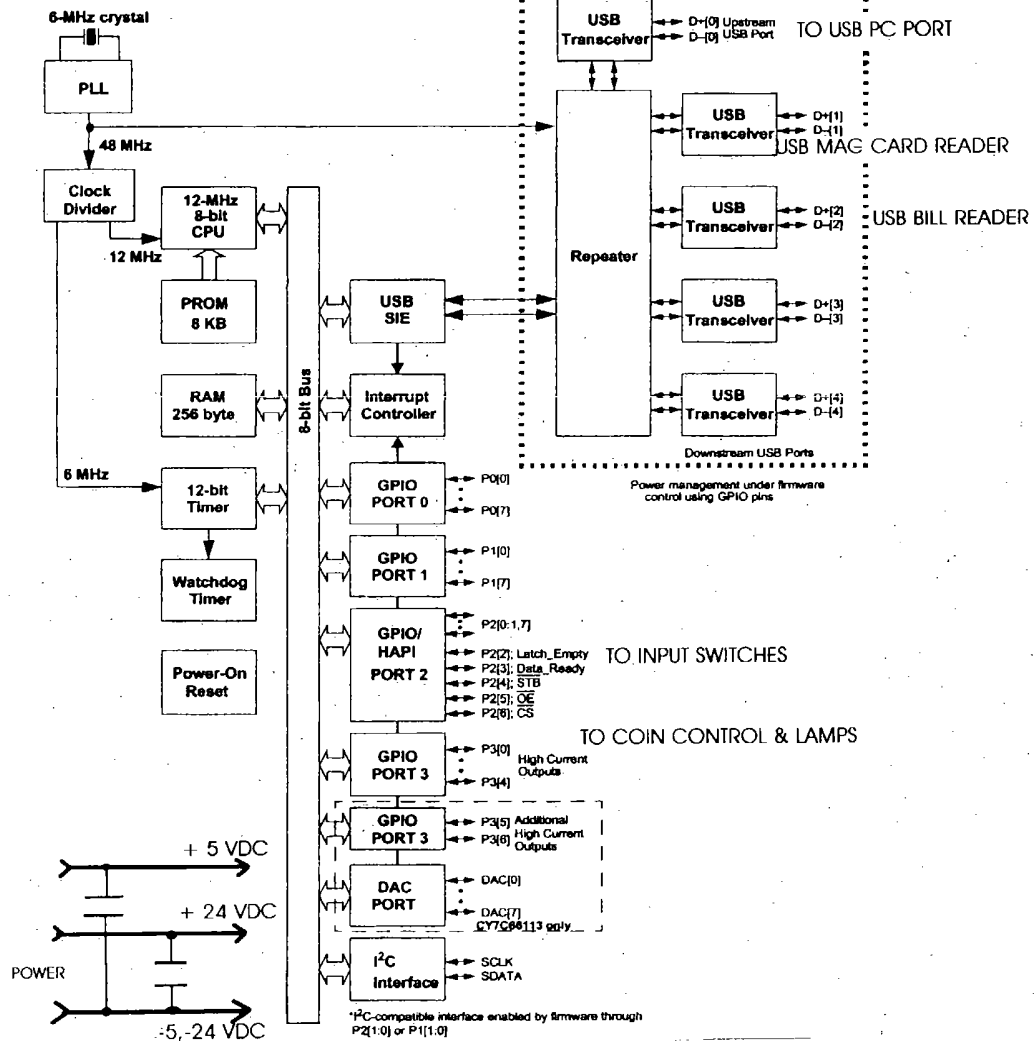 6-MHz crystal
PLL
48 MHz
Clock
Divider
12-MHz
8-bit
CPU
12 MHz
PROM
8 KB
RAM
256 byte
6 MHz
12-bit
Timer
Watchdog
Timer
Power-On
Reset
8-bit Bus
USB
SIE
Interrupt
Controller
GPIO
PORT 0
P0[0]
P0[7]
GPIO
PORT 1
P1[0]
P1[7]
GPIO/
HAPI
PORT 2
P2[0:1,7]
P2[2]; Latch_Empty
P2[3]; Data_Ready
P2[4]; STB
P2[5]; OE
P2[6]; CS
TO INPUT SWITCHES
TO COIN CONTROL & LAMPS
GPIO
PORT 3
P3[0]
High Current
Outputs
P3[4]
GPIO
PORT 3
P3[5] Additional
High Current
P3[6] Outputs
DAC
PORT
DAC[0]
DAC[7]
CY7C66113 only
I²C
Interface
SCLK
SDATA
*I²C-compatible interface enabled by firmware through
P2[1:0] or P1[1:0]
USB
Transceiver
D+[0] Upstream
D–[0] USB Port
TO USB PC PORT
Repeater
USB
Transceiver
D+[1]
D–[1]
USB MAG CARD READER
USB
Transceiver
D+[2]
D–[2]
USB BILL READER
USB
Transceiver
D+[3]
D–[3]
USB
Transceiver
D+[4]
D–[4]
Downstream USB Ports
Power management under firmware
control using GPIO pins
+ 5 VDC
+ 24 VDC
POWER
-5,-24 VDC